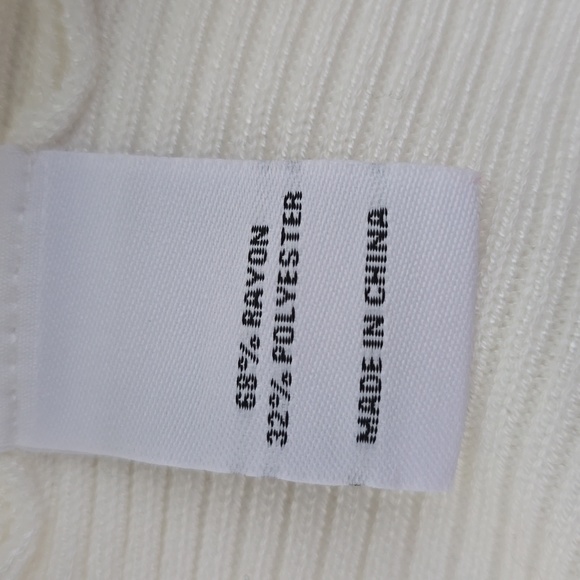 68% RAYON
32% POLYESTER
MADE IN CHINA